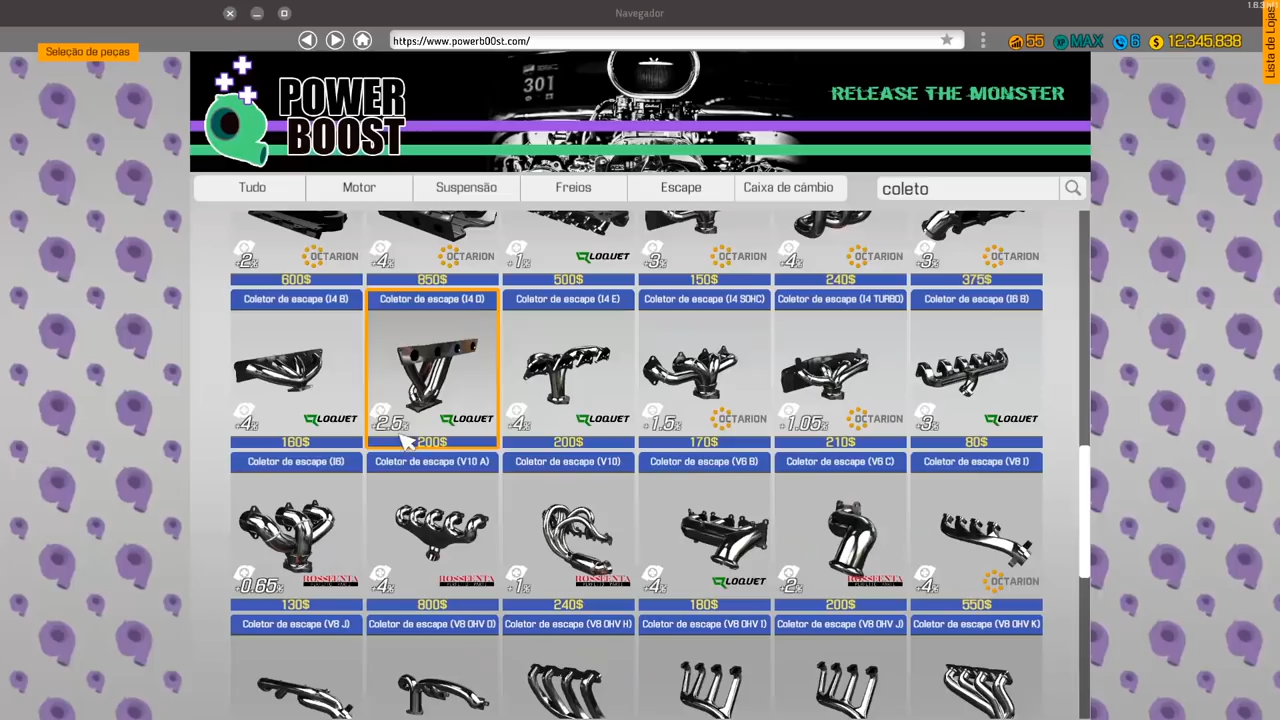 Navegador
1.6.3
Seleção de peças
https://www.powerb00st.com/
55
MAX
6
12,345,838
Lista de Lojas
POWER
BOOST
301
RELEASE THE MONSTER
Tudo
Motor
Suspensão
Freios
Escape
Caixa de câmbio
coleto
+2% OCTARION
+4% OCTARION
+1% LOQUET
+3% OCTARION
+4% OCTARION
+3% OCTARION
600$
850$
500$
150$
240$
375$
Coletor de escape (I4 B)
Coletor de escape (I4 D)
Coletor de escape (I4 E)
Coletor de escape (I4 SOHC)
Coletor de escape (I4 TURBO)
Coletor de escape (I6 B)
+4% LOQUET
+2.5% LOQUET
+4% LOQUET
+1.5% OCTARION
+1.05% OCTARION
+3% LOQUET
160$
200$
200$
170$
210$
80$
Coletor de escape (I6)
Coletor de escape (V10 A)
Coletor de escape (V10)
Coletor de escape (V6 B)
Coletor de escape (V6 C)
Coletor de escape (V8 I)
+0.65%
+4%
+1%
+4% LOQUET
+2%
+4% OCTARION
130$
800$
240$
180$
200$
550$
Coletor de escape (V8 J)
Coletor de escape (V8 OHV D)
Coletor de escape (V8 OHV H)
Coletor de escape (V8 OHV I)
Coletor de escape (V8 OHV J)
Coletor de escape (V8 OHV K)